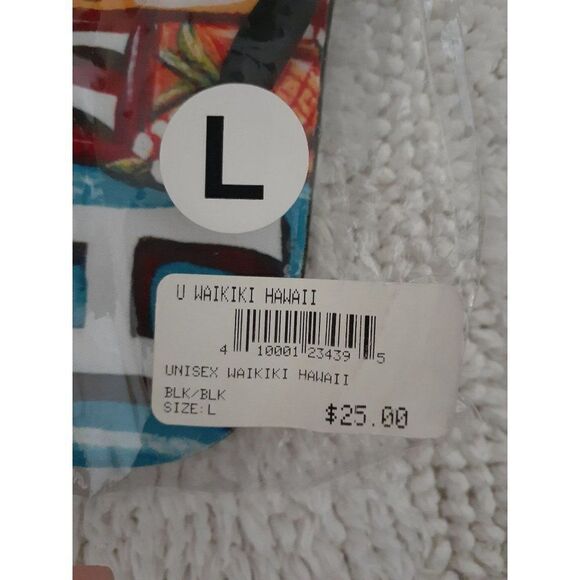 L
U WAIKIKI HAWAII
4 10001 23439 5
UNISEX WAIKIKI HAWAII
BLK/BLK
SIZE:L $25.00